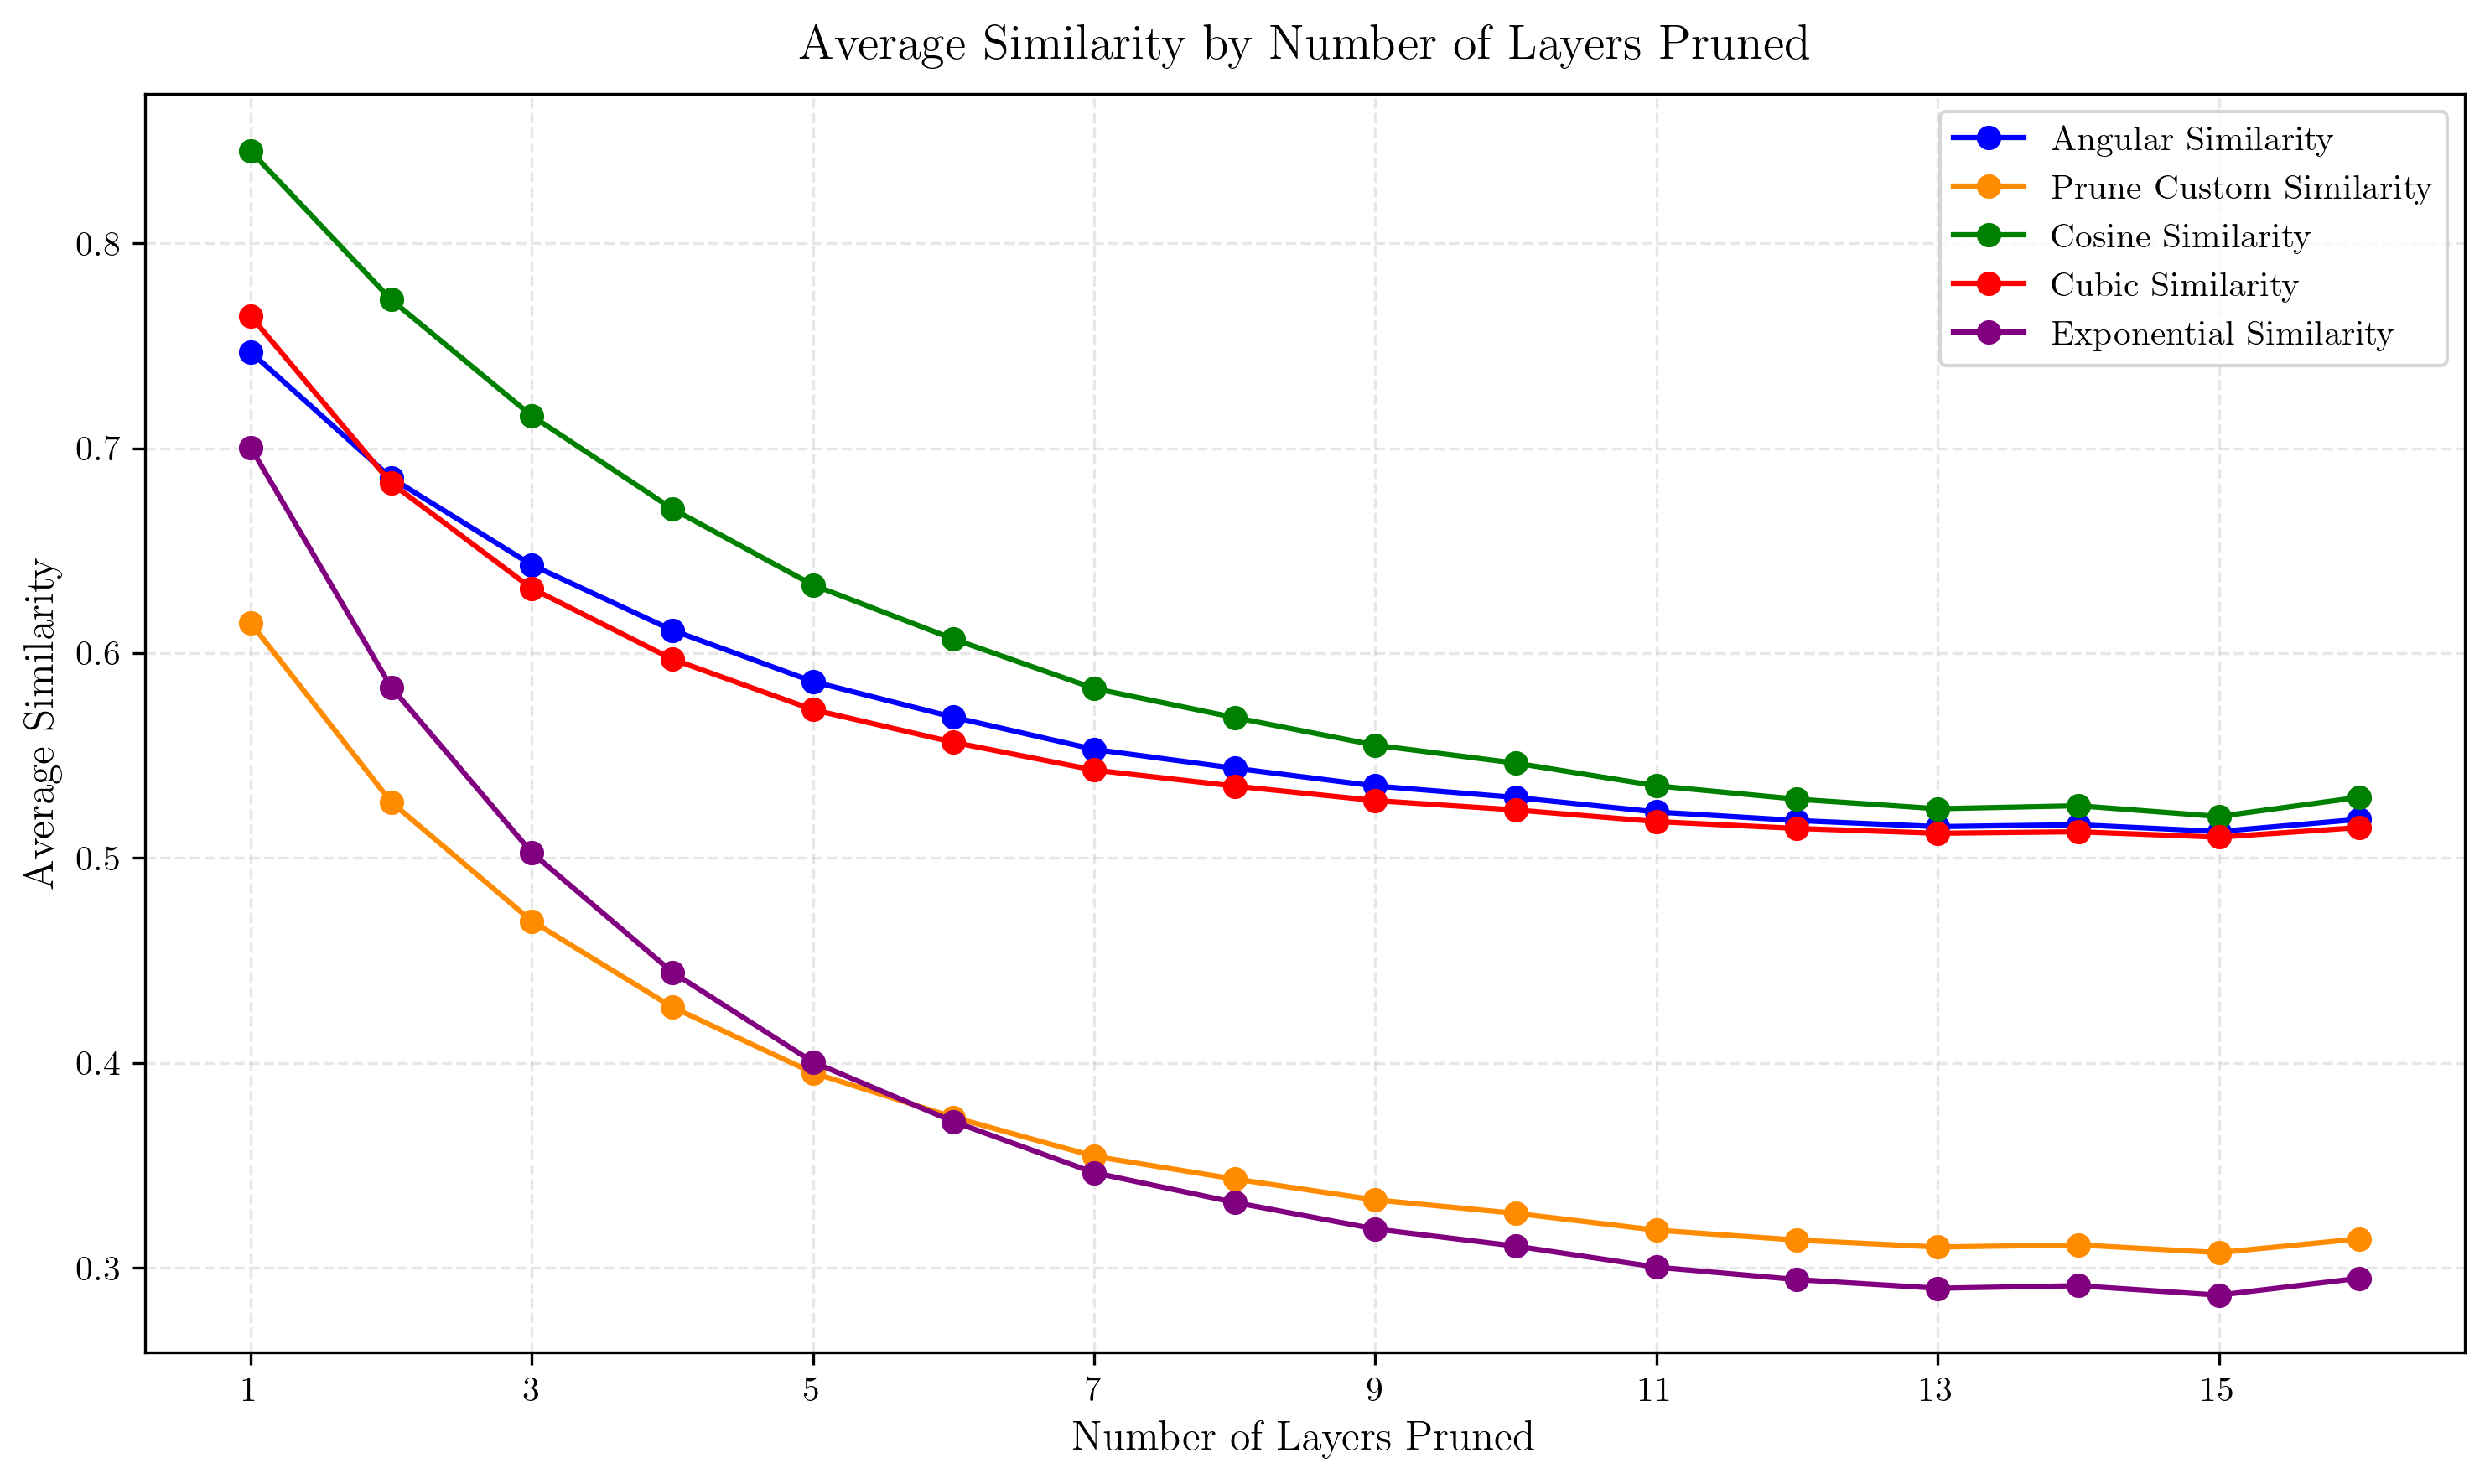 Average Similarity by Number of Layers Pruned
Angular Similarity
Prune Custom Similarity
Cosine Similarity
Cubic Similarity
Exponential Similarity
Average Similarity
0.8
0.7
0.6
0.5
0.4
0.3
1 3 5 7 9 11 13 15
Number of Layers Pruned